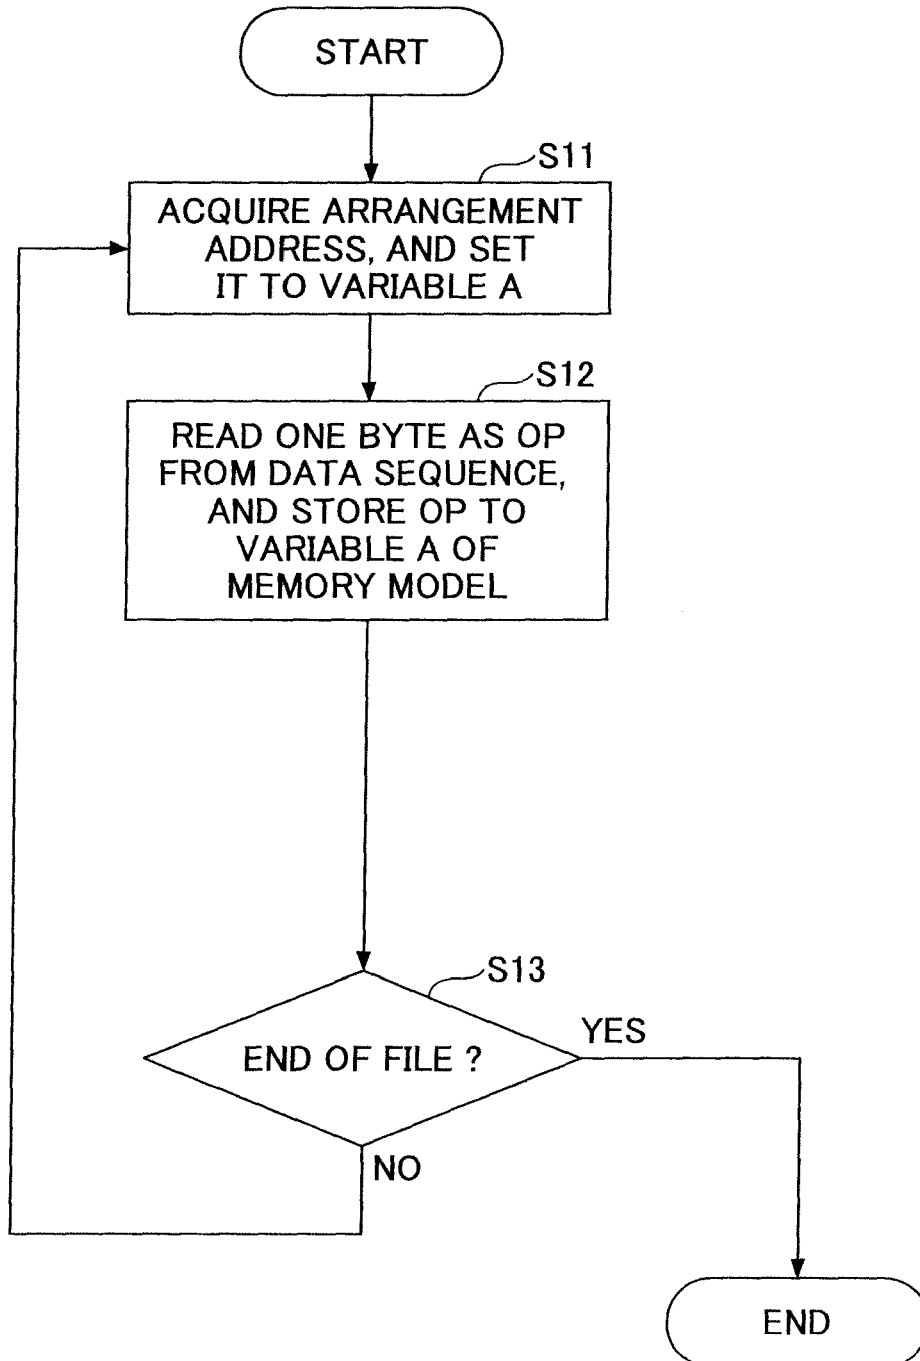 START
S11
ACQUIRE ARRANGEMENT
ADDRESS, AND SET
IT TO VARIABLE A
S12
READ ONE BYTE AS OP
FROM DATA SEQUENCE,
AND STORE OP TO
VARIABLE A OF
MEMORY MODEL
S13
END OF FILE ?
YES
NO
END